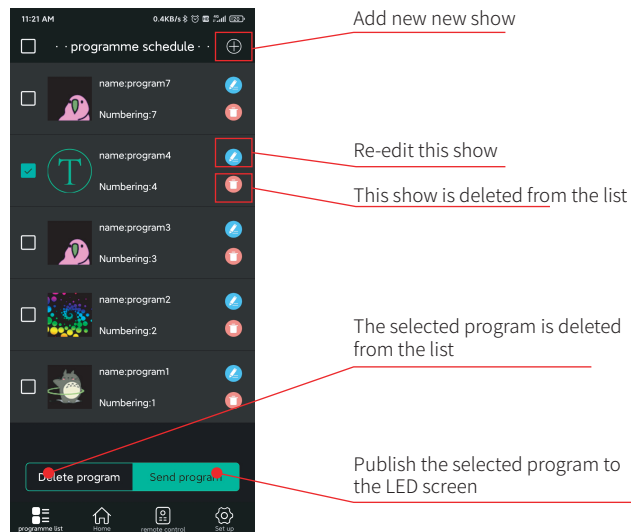 11:21 AM 0.4KB/s
Add new new show
· · programme schedule · ·
name:program7
Numbering:7
name:program4
Re-edit this show
T
Numbering:4
This show is deleted from the list
name:program3
Numbering:3
name:program2
Numbering:2
The selected program is deleted
from the list
name:program1
Numbering:1
Delete program
Send program
Publish the selected program to
the LED screen
programme list
Home
remote control
Set up